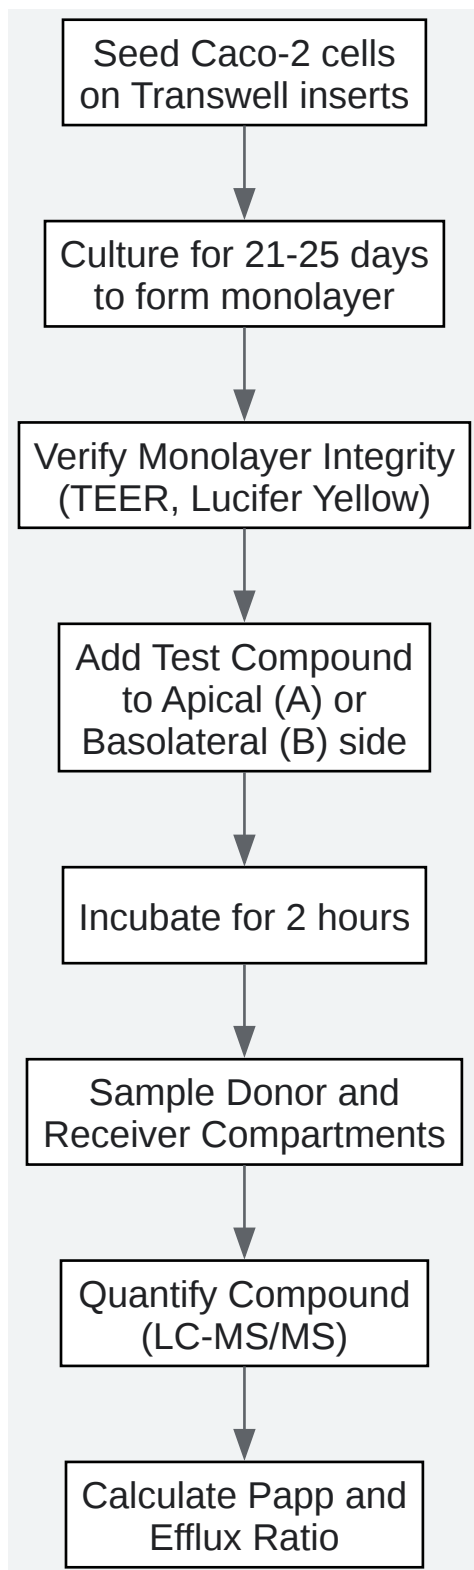 Seed Caco-2 cells
on Transwell inserts
Culture for 21-25 days
to form monolayer
Verify Monolayer Integrity
(TEER, Lucifer Yellow)
Add Test Compound
to Apical (A) or
Basolateral (B) side
Incubate for 2 hours
Sample Donor and
Receiver Compartments
Quantify Compound
(LC-MS/MS)
Calculate Papp and
Efflux Ratio